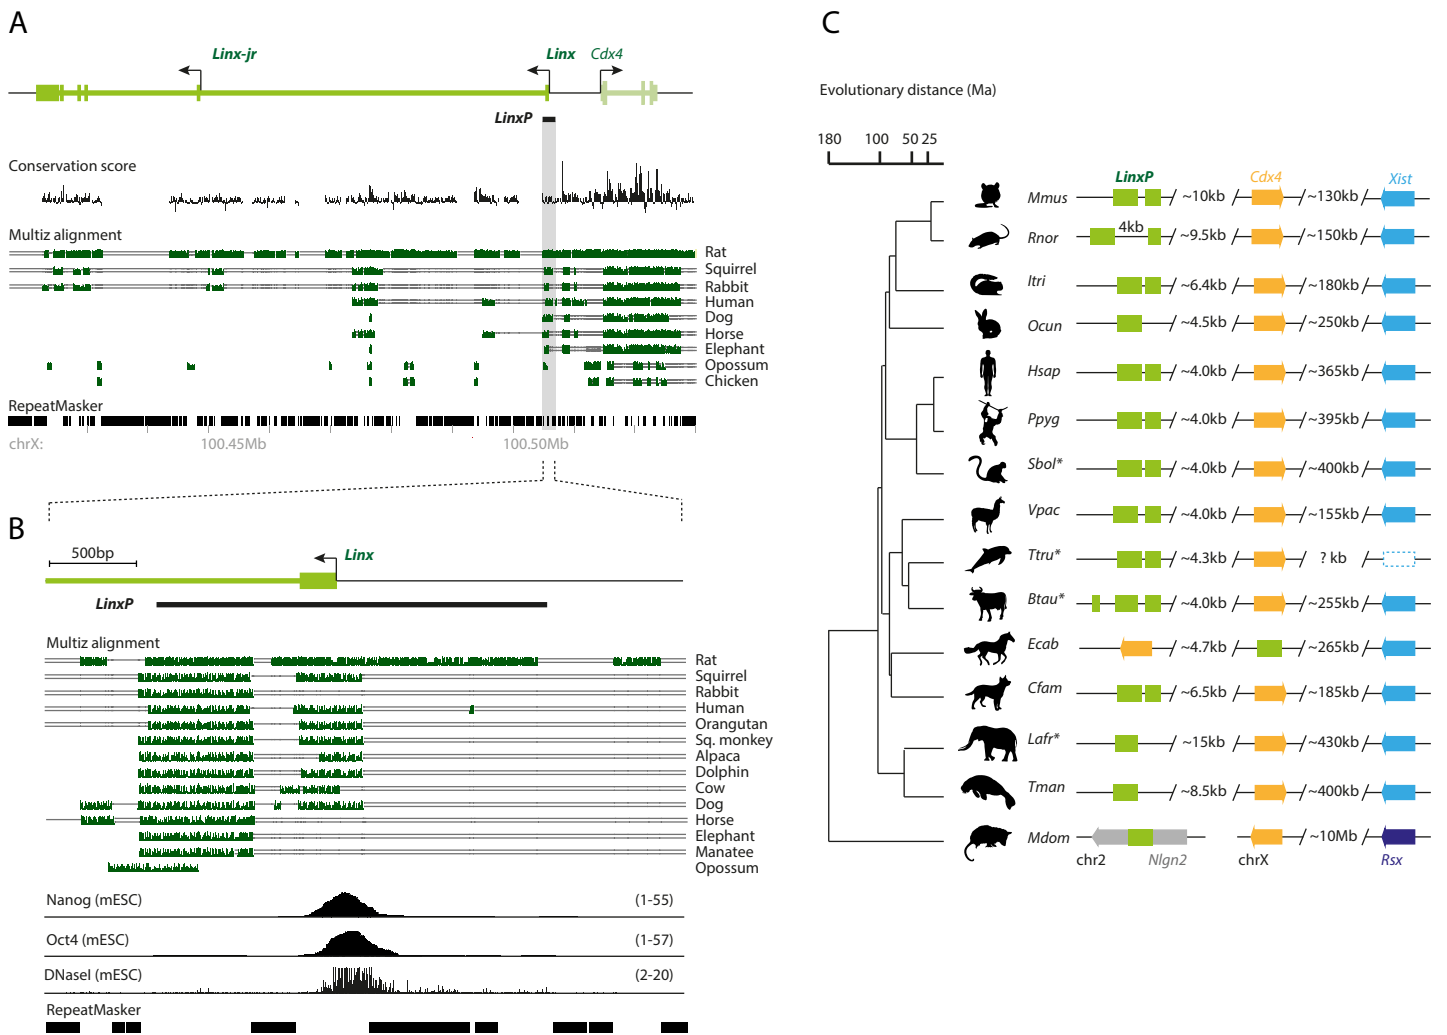 A
Linx-jr
Linx
Cdx4
LinxP
Conservation score
Multiz alignment
Rat
Squirrel
Rabbit
Human
Dog
Horse
Elephant
Opossum
Chicken
RepeatMasker
chrX: 100.45Mb 100.50Mb
B
500bp
Linx
LinxP
Multiz alignment
Rat
Squirrel
Rabbit
Human
Orangutan
Sq. monkey
Alpaca
Dolphin
Cow
Dog
Horse
Elephant
Manatee
Opossum
Nanog (mESC) (1-55)
Oct4 (mESC) (1-57)
DNaseI (mESC) (2-20)
RepeatMasker
C
Evolutionary distance (Ma)
180 100 50 25
LinxP Cdx4 Xist
Mmus ~10kb ~130kb
Rnor 4kb ~9.5kb ~150kb
Itri ~6.4kb ~180kb
Ocun ~4.5kb ~250kb
Hsap ~4.0kb ~365kb
Ppyg ~4.0kb ~395kb
Sbol* ~4.0kb ~400kb
Vpac ~4.0kb ~155kb
Ttru* ~4.3kb ? kb
Btau* ~4.0kb ~255kb
Ecab ~4.7kb ~265kb
Cfam ~6.5kb ~185kb
Lafr* ~15kb ~430kb
Tman ~8.5kb ~400kb
Mdom ~10Mb
chr2 Nlgn2 chrX Rsx